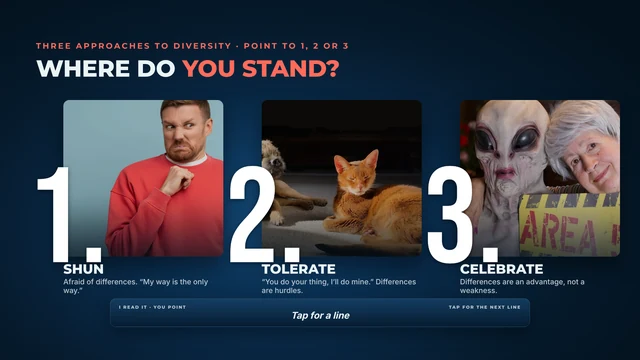 THREE APPROACHES TO DIVERSITY · POINT TO 1, 2 OR 3
WHERE DO YOU STAND?
1.
SHUN
Afraid of differences. “My way is the only
way.”
2.
TOLERATE
“You do your thing, I'll do mine.” Differences
are hurdles.
3.
AREA
CELEBRATE
Differences are an advantage, not a
weakness.
I READ IT · YOU POINT
Tap for a line
TAP FOR THE NEXT LINE